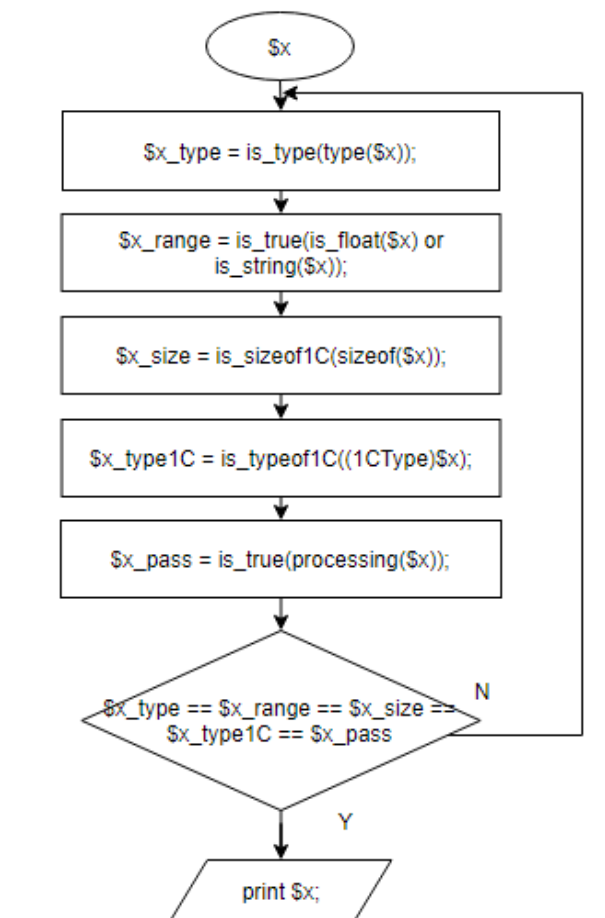 $x
$x_type = is_type(type($x));
$x_range = is_true(is_float($x) or
is_string($x));
$x_size = is_sizeof1C(sizeof($x));
$x_type1C = is_typeof1C((1CType)$x);
$x_pass = is_true(processing($x));
$x_type == $x_range == $x_size ==
$x_type1C == $x_pass
N
Y
print $x;